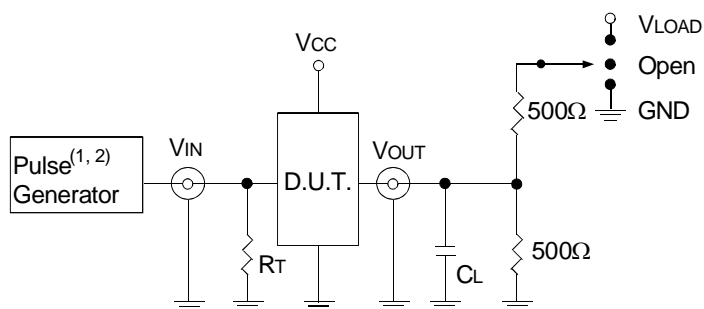 VLOAD
VCC
Open
500Ω
GND
Pulse(1, 2)
Generator
VIN
D.U.T.
VOUT
RT
CL
500Ω